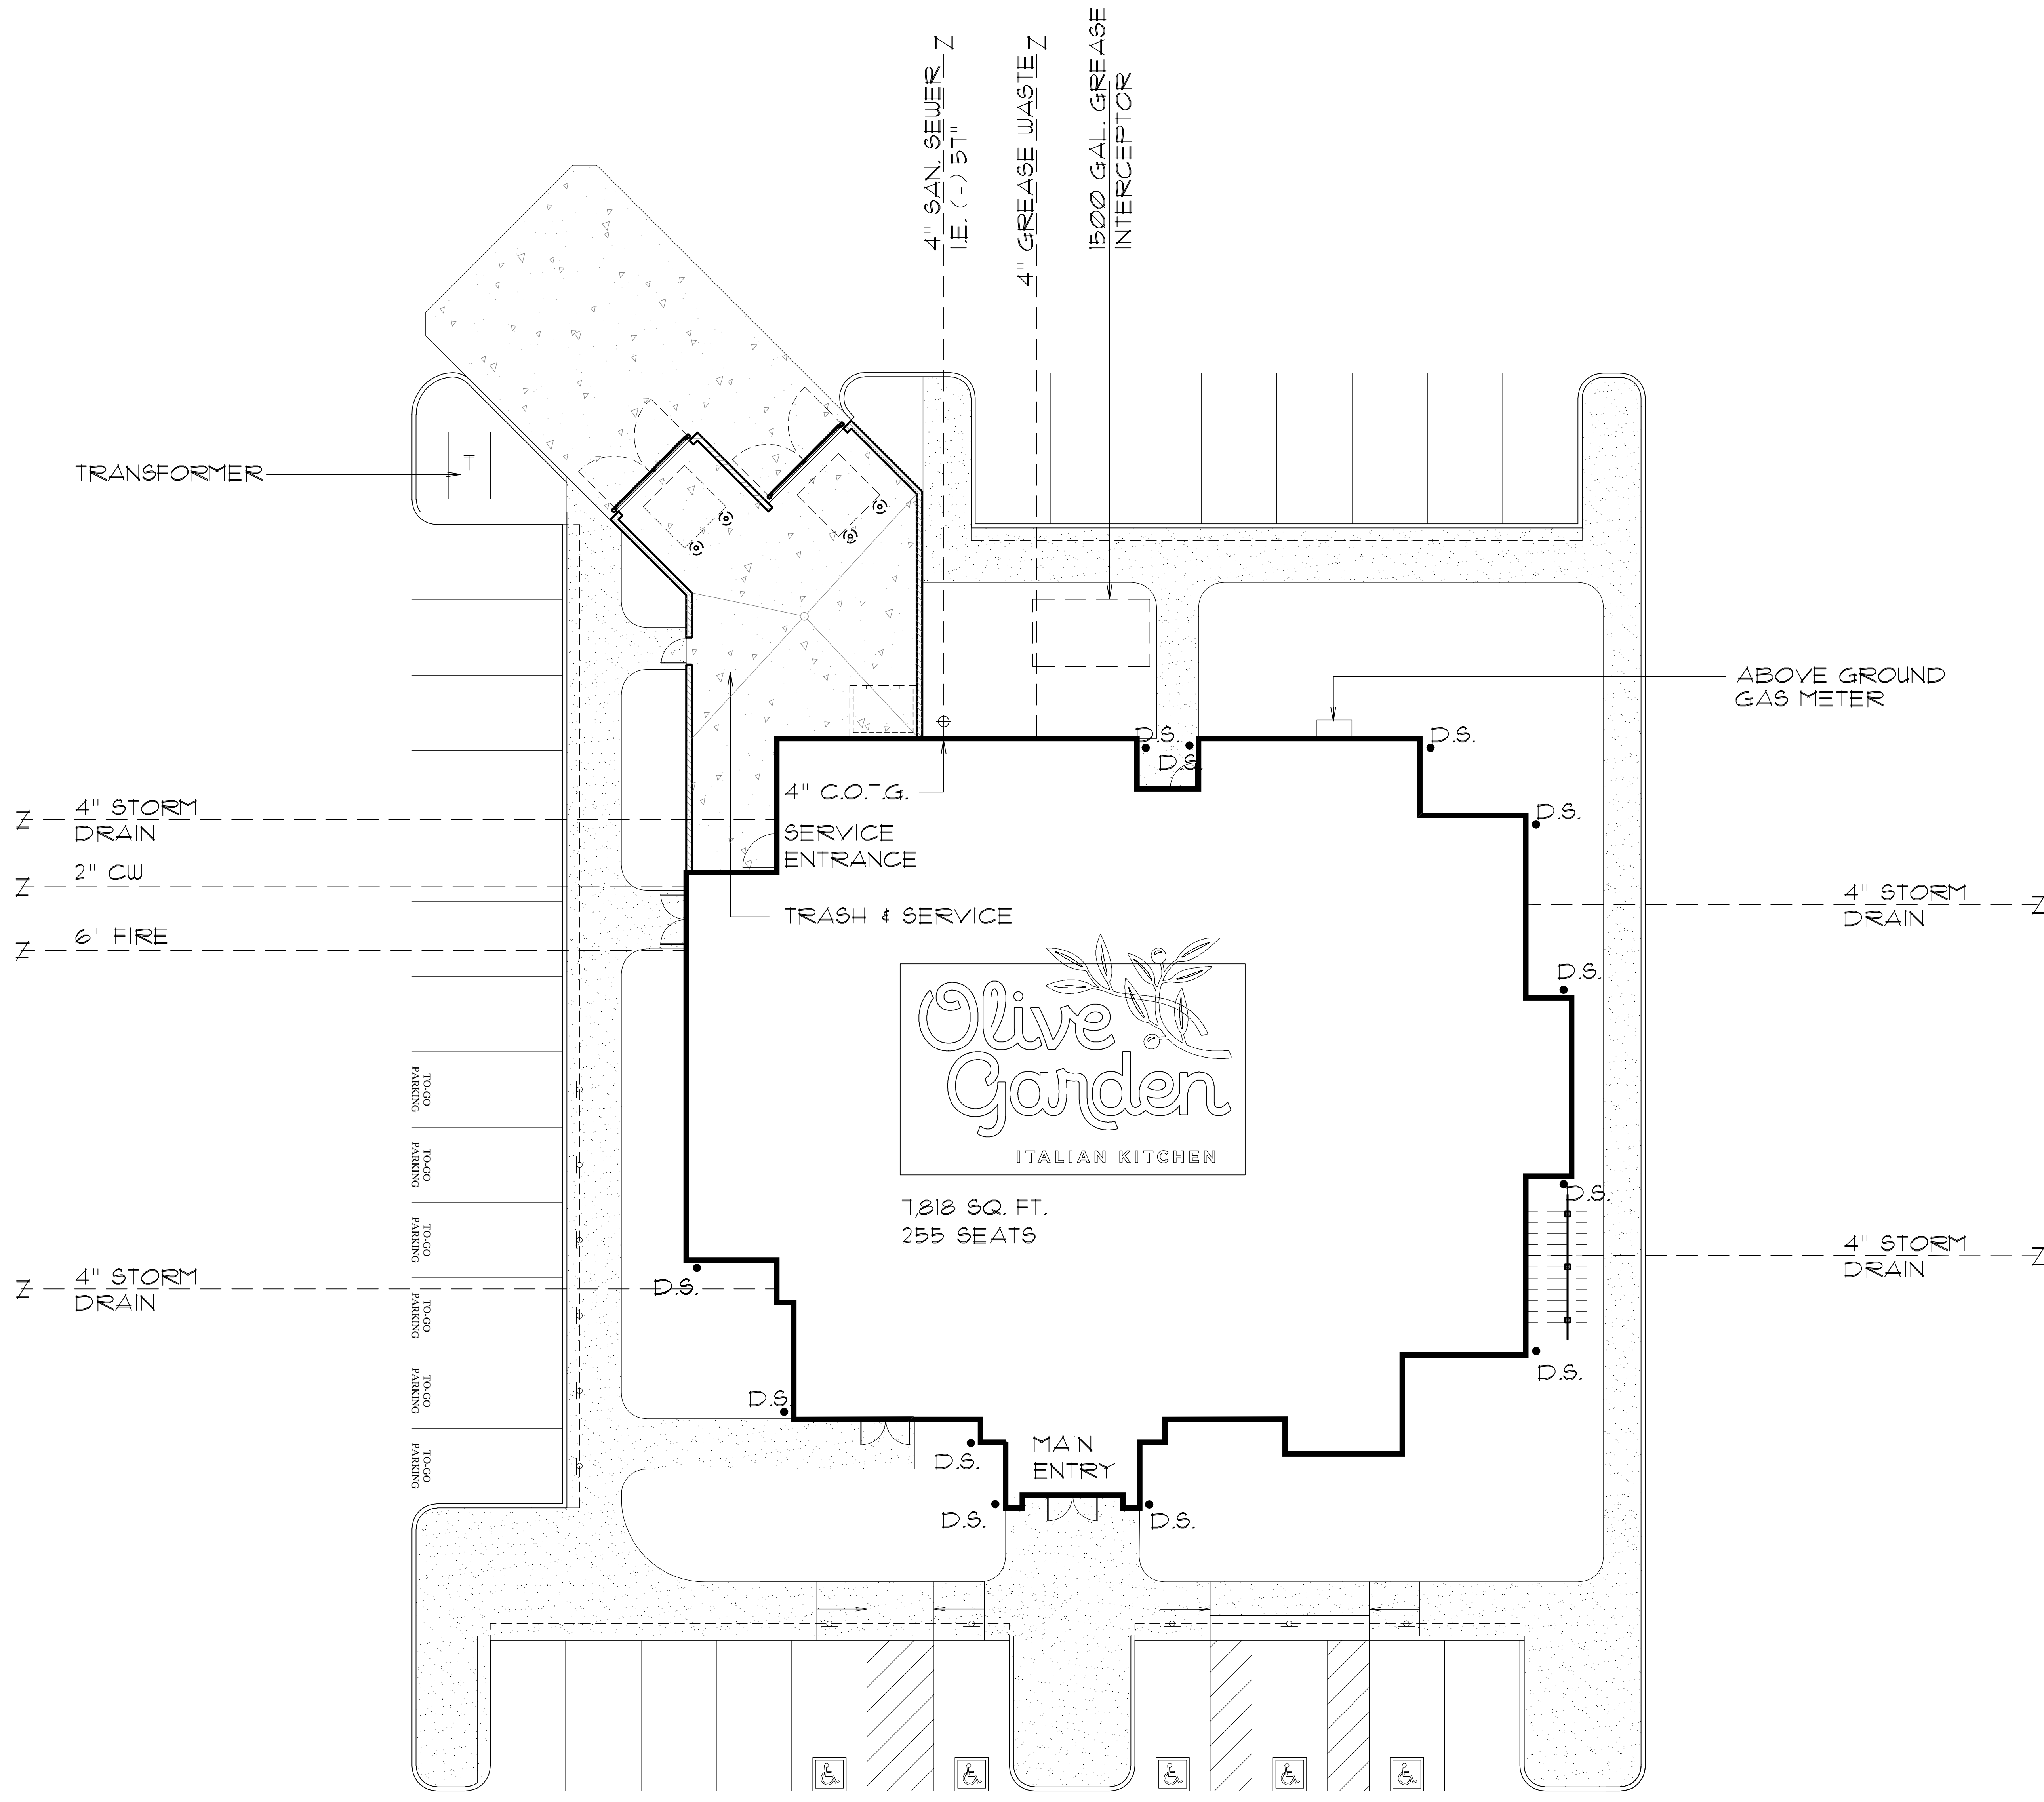 4" SAN. SEWER
I.E. (-) 57"
4" GREASE WASTE
1500 GAL. GREASE
INTERCEPTOR
TRANSFORMER
T
ABOVE GROUND
GAS METER
D.S.
D.S.
D.S.
4" C.O.T.G.
4" STORM
DRAIN
D.S.
SERVICE
ENTRANCE
2" CW
4" STORM
DRAIN
TRASH & SERVICE
6" FIRE
D.S.
Olive
Garden
ITALIAN KITCHEN
TO-GO
PARKING
TO-GO
PARKING
TO-GO
PARKING
TO-GO
PARKING
TO-GO
PARKING
TO-GO
PARKING
D.S.
7,818 SQ. FT.
255 SEATS
4" STORM
DRAIN
4" STORM
DRAIN
D.S.
D.S.
D.S.
MAIN
ENTRY
D.S.
D.S.
D.S.